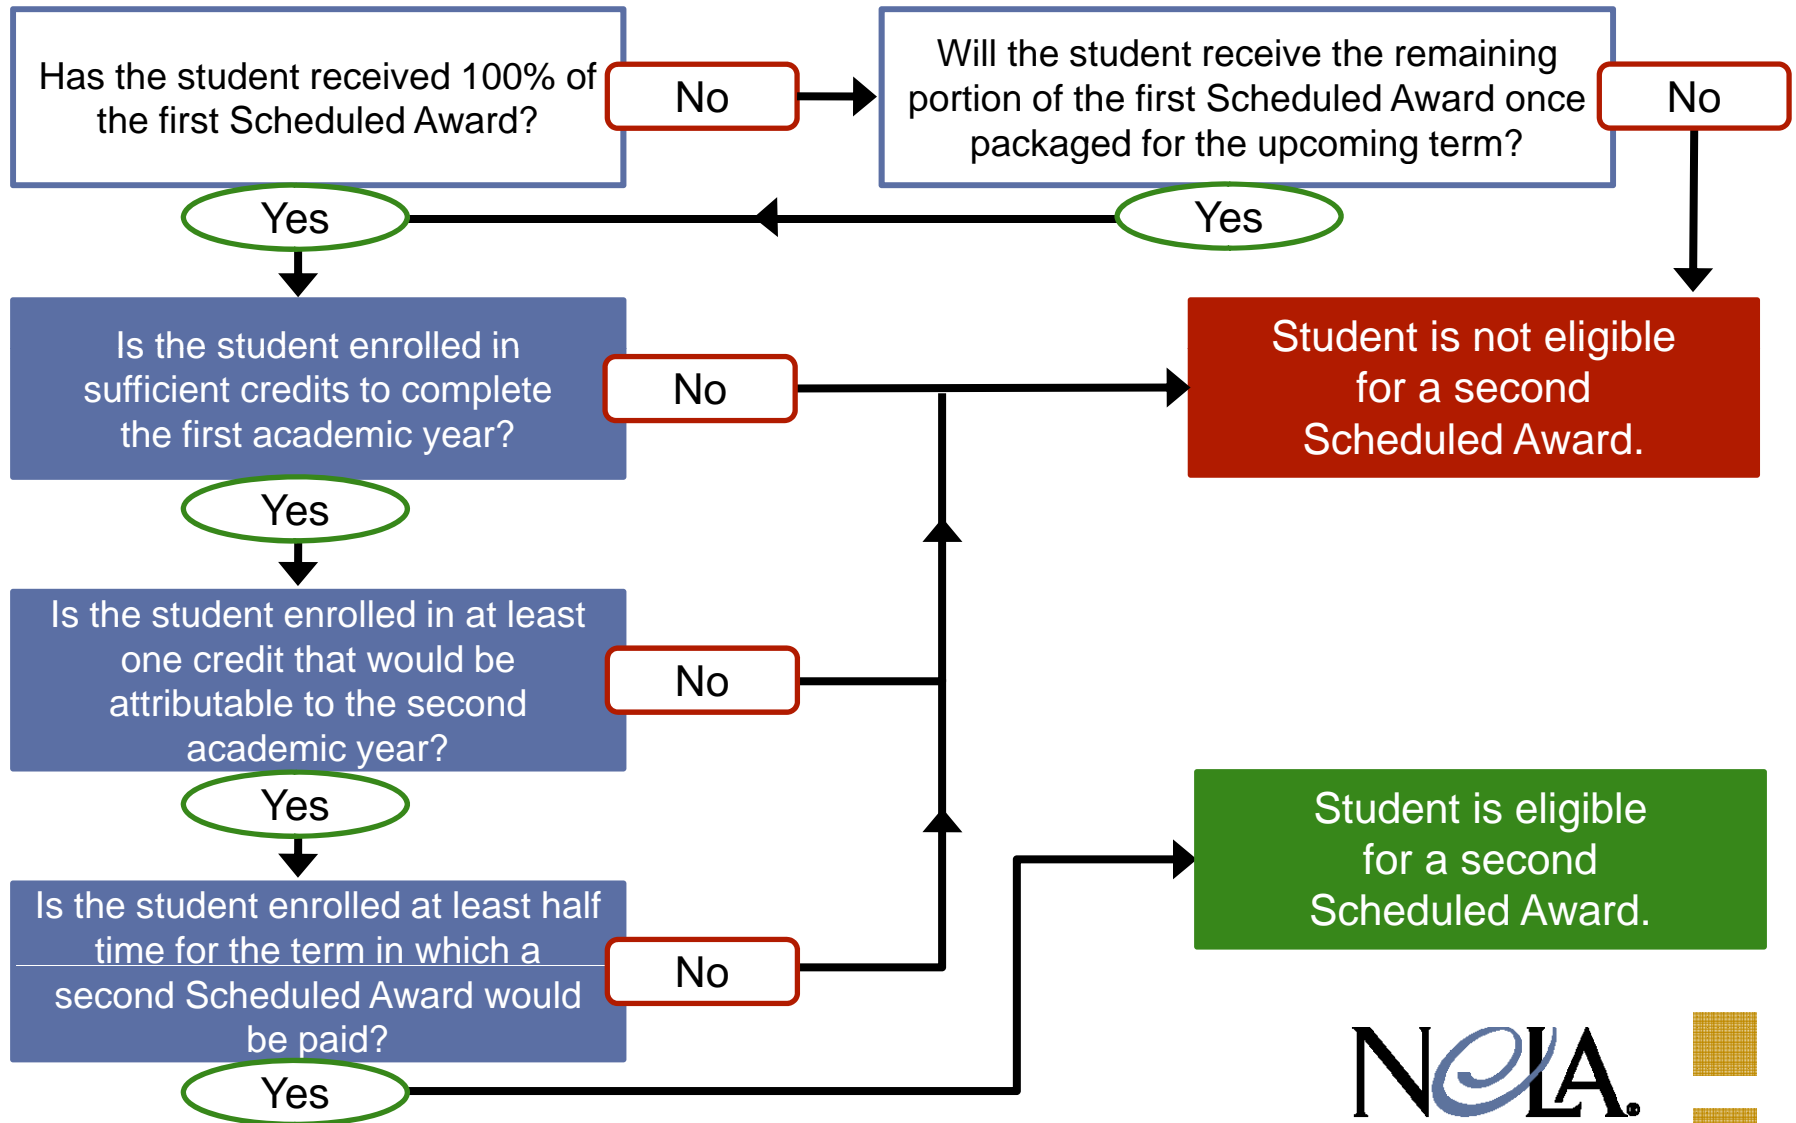 Has the student received 100% of
the first Scheduled Award?
No
Will the student receive the remaining
portion of the first Scheduled Award once
packaged for the upcoming term?
No
Yes
Yes
Is the student enrolled in
sufficient credits to complete
the first academic year?
No
Student is not eligible
for a second
Scheduled Award.
Yes
Is the student enrolled in at least
one credit that would be
attributable to the second
academic year?
No
Yes
Student is eligible
for a second
Scheduled Award.
Is the student enrolled at least half
time for the term in which a
second Scheduled Award would
be paid?
No
Yes
NELA®